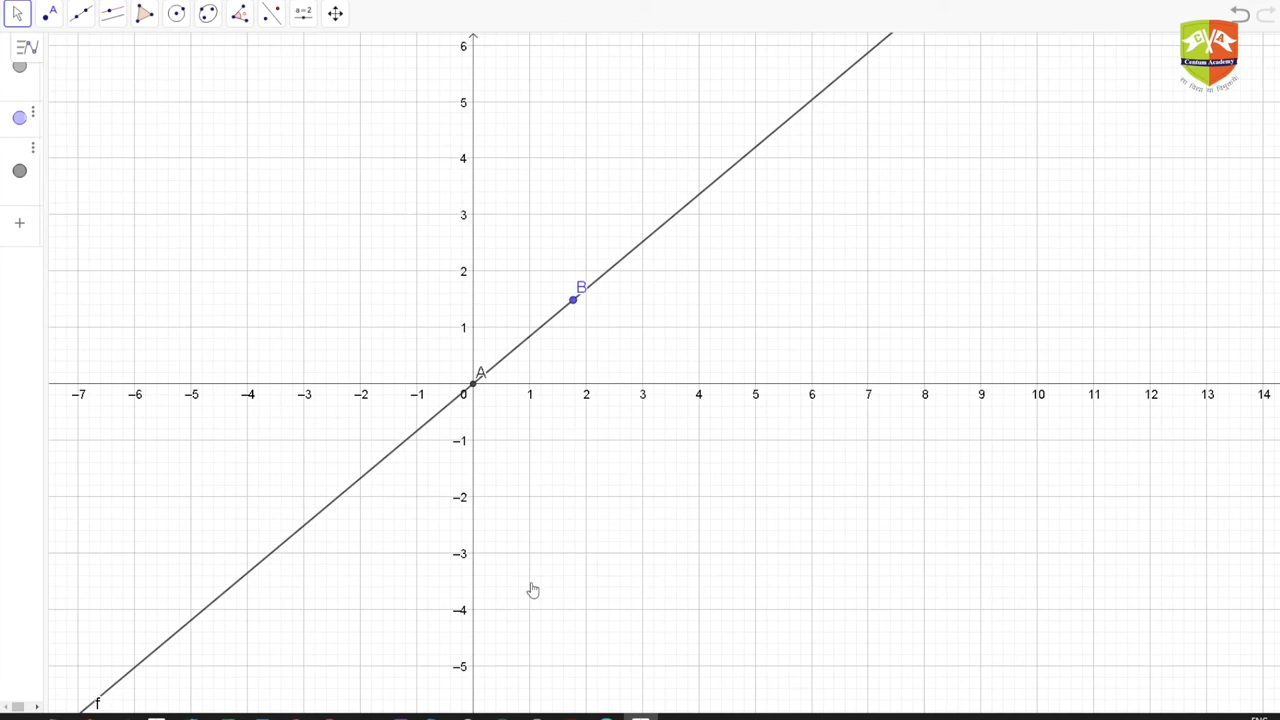 A
a=2
C A
Centum Academy
6
5
4
3
2
B
1
A
–7 –6 –5 –4 –3 –2 –1 0 1 2 3 4 5 6 7 8 9 10 11 12 13 14
–1
–2
–3
–4
–5
f